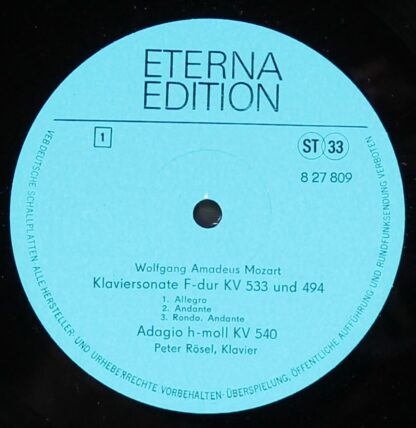 ETERNA
EDITION
1
ST 33
8 27 809
Wolfgang Amadeus Mozart
Klaviersonate F-dur KV 533 und 494
1. Allegro
2. Andante
3. Rondo. Andante
Adagio h-moll KV 540
Peter Rösel, Klavier
VEB DEUTSCHE SCHALLPLATTEN · ALLE HERSTELLER- UND URHEBERRECHTE VORBEHALTEN · ÜBERSPIELUNG, ÖFFENTLICHE AUFFÜHRUNG UND RUNDFUNKSENDUNG VERBOTEN